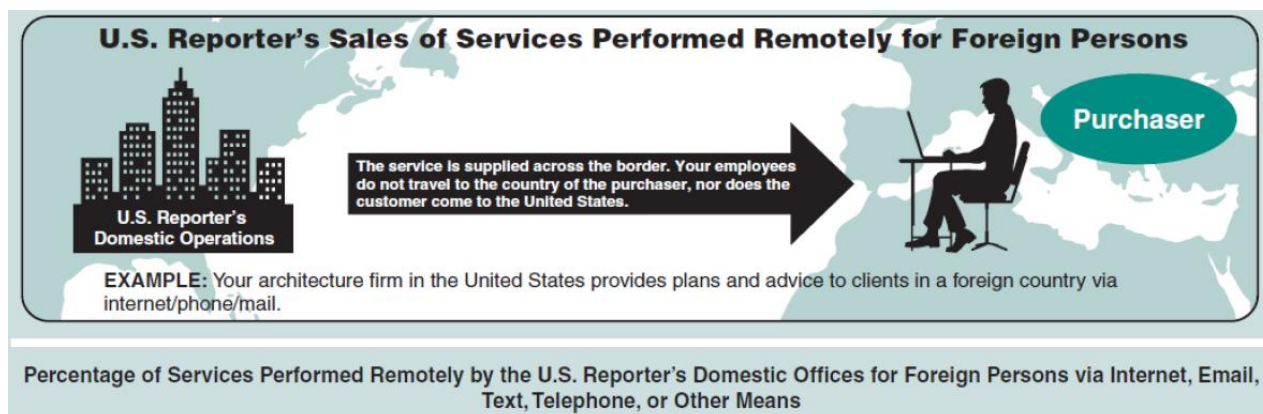 U.S. Reporter's Sales of Services Performed Remotely for Foreign Persons
Purchaser
The service is supplied across the border. Your employees
do not travel to the country of the purchaser, nor does the
customer come to the United States.
U.S. Reporter's
Domestic Operations
EXAMPLE: Your architecture firm in the United States provides plans and advice to clients in a foreign country via
internet/phone/mail.
Percentage of Services Performed Remotely by the U.S. Reporter's Domestic Offices for Foreign Persons via Internet, Email,
Text, Telephone, or Other Means